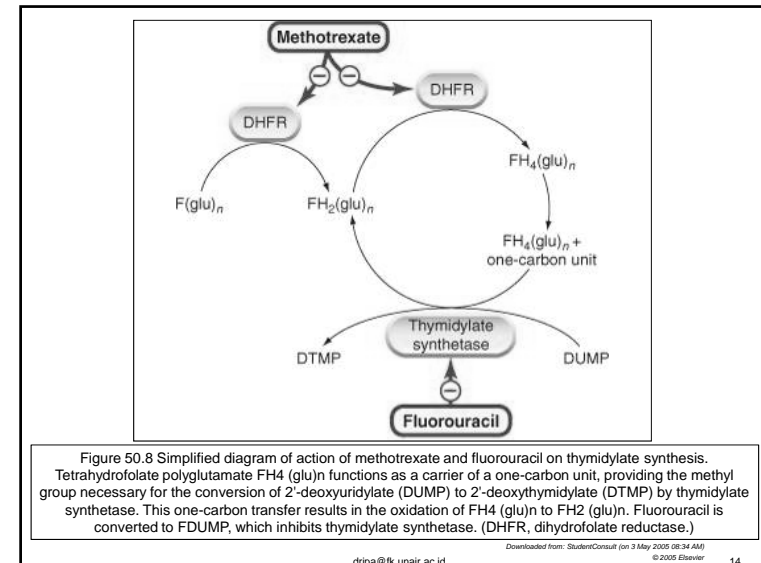 Methotrexate
DHFR
DHFR
F(glu)n
FH2(glu)n
FH4(glu)n
FH4(glu)n +
one-carbon unit
Thymidylate
synthetase
DTMP
DUMP
Fluorouracil
Figure 50.8 Simplified diagram of action of methotrexate and fluorouracil on thymidylate synthesis.
Tetrahydrofolate polyglutamate FH4 (glu)n functions as a carrier of a one-carbon unit, providing the methyl
group necessary for the conversion of 2'-deoxyuridylate (DUMP) to 2'-deoxythymidylate (DTMP) by thymidylate
synthetase. This one-carbon transfer results in the oxidation of FH4 (glu)n to FH2 (glu)n. Fluorouracil is
converted to FDUMP, which inhibits thymidylate synthetase. (DHFR, dihydrofolate reductase.)
Downloaded from: StudentConsult (on 3 May 2005 08:34 AM)
© 2005 Elsevier
dripa@fk.unair.ac.id
14